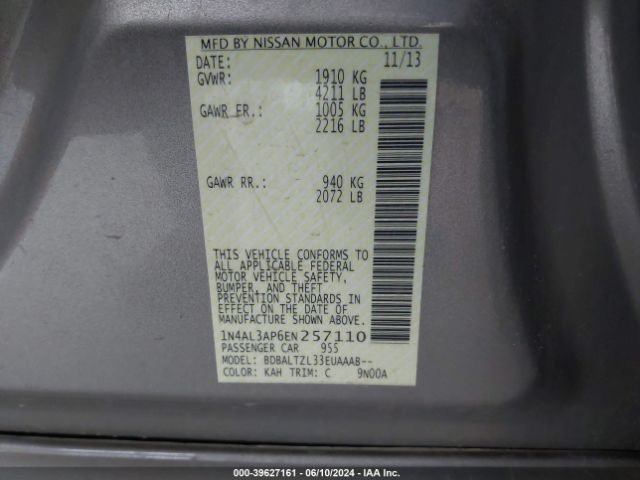 MFD BY NISSAN MOTOR CO., LTD.
DATE: 11/13
GVWR: 1910 KG
4211 LB
GAWR FR.: 1005 KG
2216 LB
GAWR RR.: 940 KG
2072 LB
THIS VEHICLE CONFORMS TO
ALL APPLICABLE FEDERAL
MOTOR VEHICLE SAFETY,
BUMPER, AND THEFT
PREVENTION STANDARDS IN
EFFECT ON THE DATE OF
MANUFACTURE SHOWN ABOVE.
1N4AL3AP6EN257110
PASSENGER CAR 955
MODEL: BDBALTZL33EUAAAB--
COLOR: KAH TRIM: C 9N00A
000-39627161 - 06/10/2024 - IAA Inc.